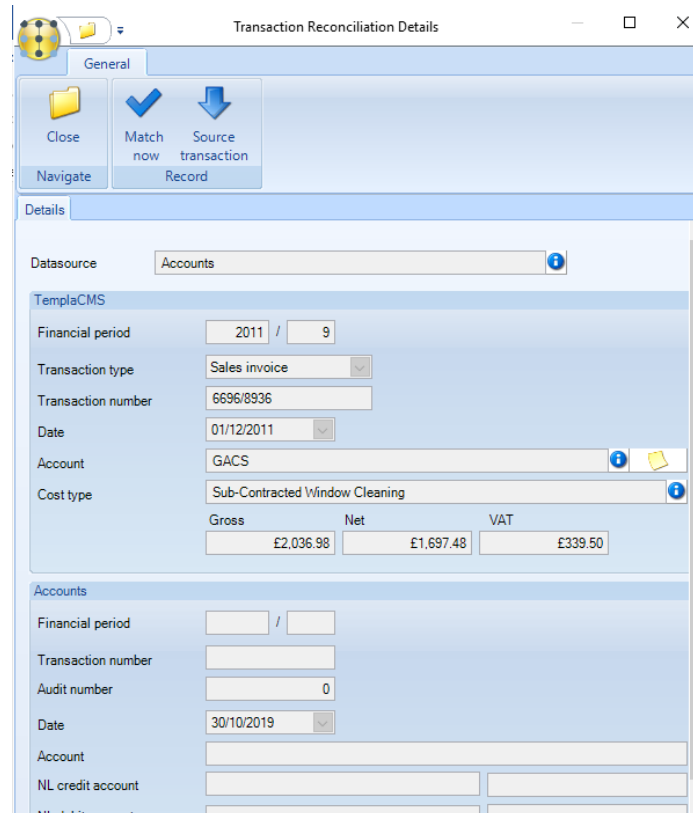 Transaction Reconciliation Details
General
Close
Match now
Source transaction
Navigate
Record
Details
Datasource Accounts
TemplaCMS
Financial period 2011 / 9
Transaction type Sales invoice
Transaction number 6696/8936
Date 01/12/2011
Account GACS
Cost type Sub-Contracted Window Cleaning
Gross Net VAT
£2,036.98 £1,697.48 £339.50
Accounts
Financial period /
Transaction number
Audit number 0
Date 30/10/2019
Account
NL credit account